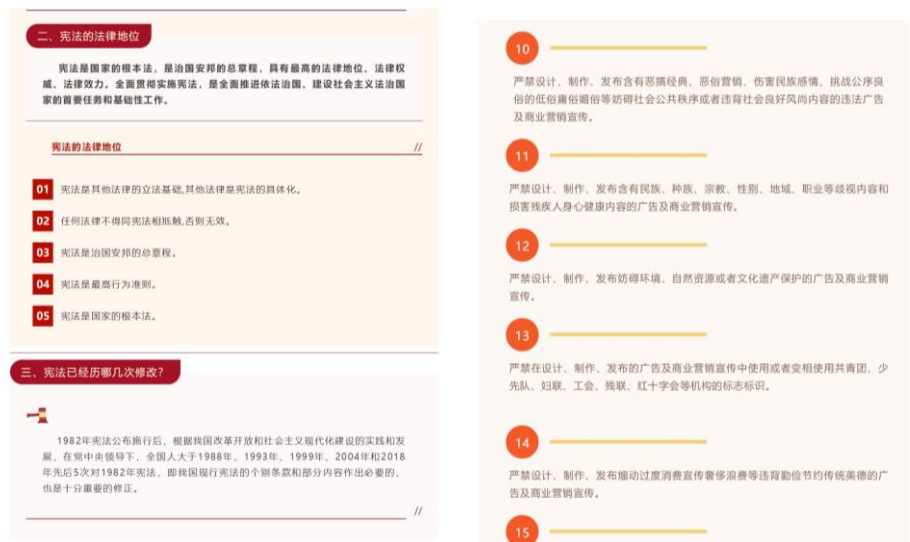 二、宪法的法律地位
宪法是国家的根本法，是治国安邦的总章程，具有最高的法律地位、法律权
威、法律效力。全面贯彻实施宪法，是全面推进依法治国、建设社会主义法治国
家的首要任务和基础性工作。
宪法的法律地位 //
01 宪法是其他法律的立法基础,其他法律是宪法的具体化。
02 任何法律不得同宪法相抵触,否则无效。
03 宪法是治国安邦的总章程。
04 宪法是最高行为准则。
05 宪法是国家的根本法。
三、宪法已经历哪几次修改？
1982年宪法公布施行后，根据我国改革开放和社会主义现代化建设的实践和发
展，在党中央领导下，全国人大于1988年、1993年、1999年、2004年和2018
年先后5次对1982年宪法，即我国现行宪法的个别条款和部分内容作出必要的、
也是十分重要的修正。
//
10
严禁设计、制作、发布含有恶搞经典、恶俗营销、伤害民族感情、挑战公序良
俗的低俗庸俗媚俗等妨碍社会公共秩序或者违背社会良好风尚内容的违法广告
及商业营销宣传。
11
严禁设计、制作、发布含有民族、种族、宗教、性别、地域、职业等歧视内容和
损害残疾人身心健康内容的广告及商业营销宣传。
12
严禁设计、制作、发布妨碍环境、自然资源或者文化遗产保护的广告及商业营销
宣传。
13
严禁在设计、制作、发布的广告及商业营销宣传中使用或者变相使用共青团、少
先队、妇联、工会、残联、红十字会等机构的标志标识。
14
严禁设计、制作、发布煽动过度消费宣传奢侈浪费等违背勤俭节约传统美德的广
告及商业营销宣传。
15